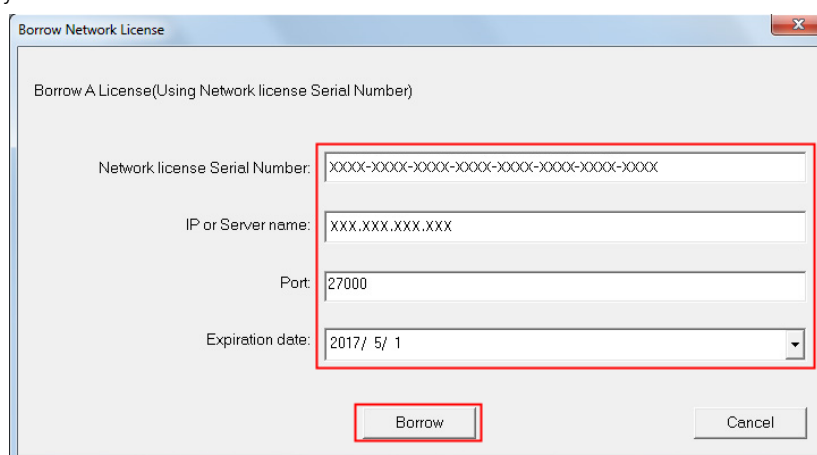 Borrow Network License
Borrow A License(Using Network license Serial Number)
Network license Serial Number: XXXX-XXXX-XXXX-XXXX-XXXX-XXXX-XXXX-XXXX
IP or Server name: XXX.XXX.XXX.XXX
Port: 27000
Expiration date: 2017/ 5/ 1
Borrow Cancel